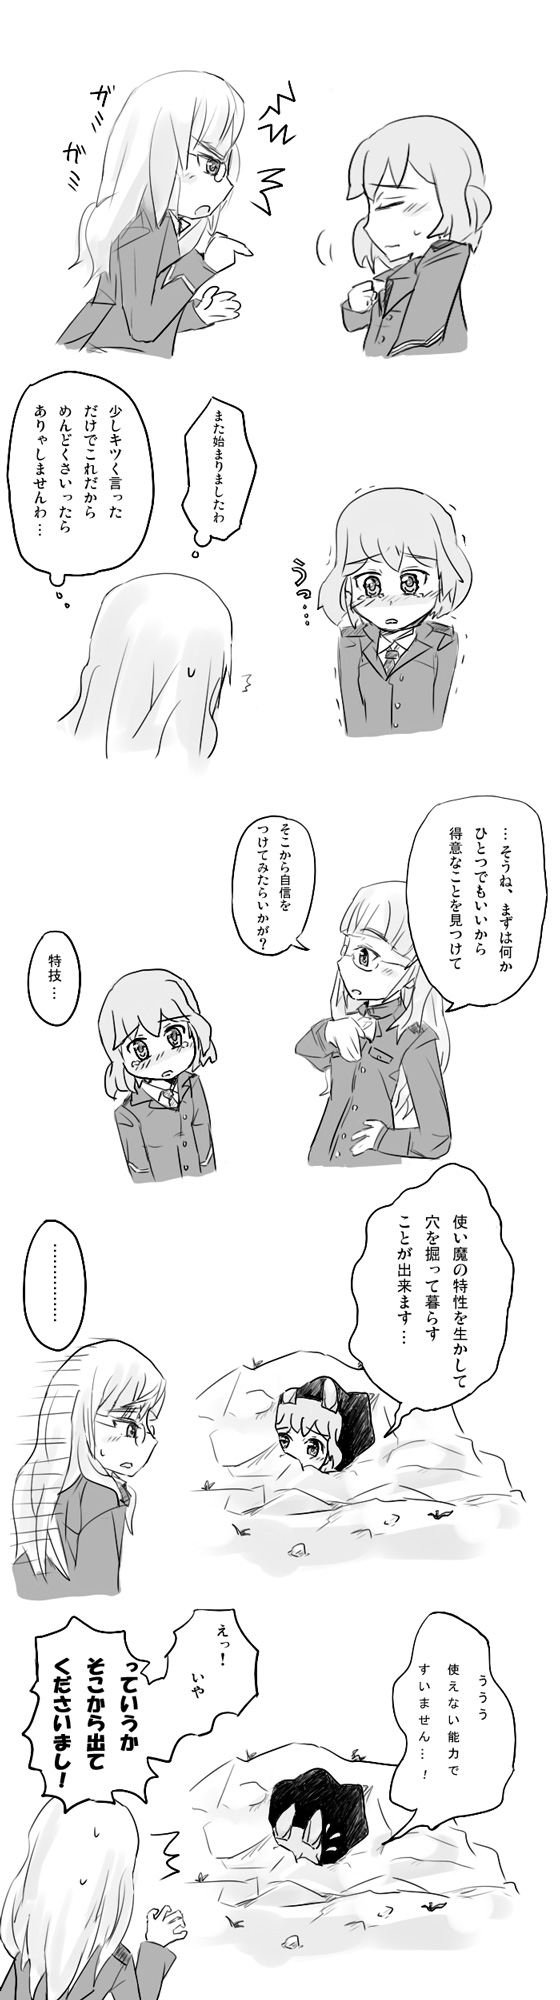 ガミ
ガミ
また始まりましたわ
少しキツく言った
だけでこれだから
めんどくさいったら
ありゃしませんわ…
うっ…
…そうね、まずは何か
ひとつでもいいから
得意なことを見つけて
そこから自信を
つけてみたらいかが？
特技…
使い魔の特性を生かして
穴を掘って暮らす
ことが出来ます…
…………
ううう
使えない能力で
すいません…！
えっ！
いや
っていうか
そこから出て
くださいまし！